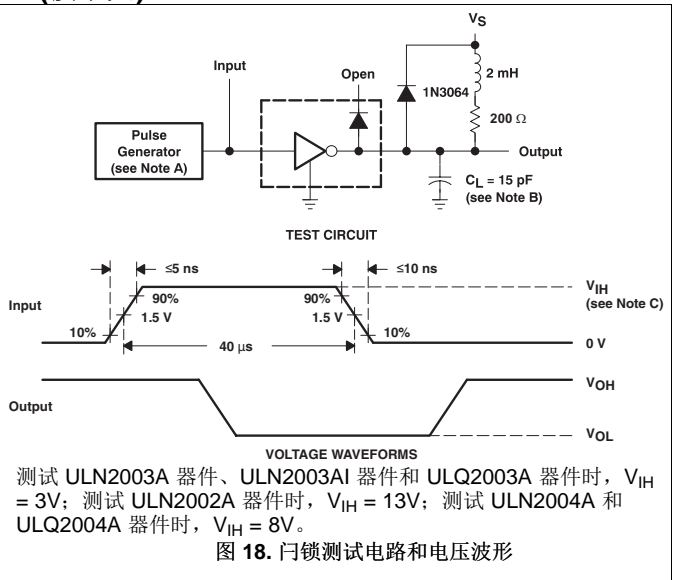 VS
Input
Open
2 mH
1N3064
200 Ω
Pulse
Generator
(see Note A)
Output
CL = 15 pF
(see Note B)
TEST CIRCUIT
≤5 ns
≤10 ns
VIH
(see Note C)
Input
90%
90%
1.5 V
1.5 V
10%
10%
40 μs
0 V
VOH
Output
VOL
VOLTAGE WAVEFORMS
测试 ULN2003A 器件、ULN2003AI 器件和 ULQ2003A 器件时，VIH
= 3V；测试 ULN2002A 器件时，VIH = 13V；测试 ULN2004A 和
ULQ2004A 器件时，VIH = 8V。
图 18. 闩锁测试电路和电压波形